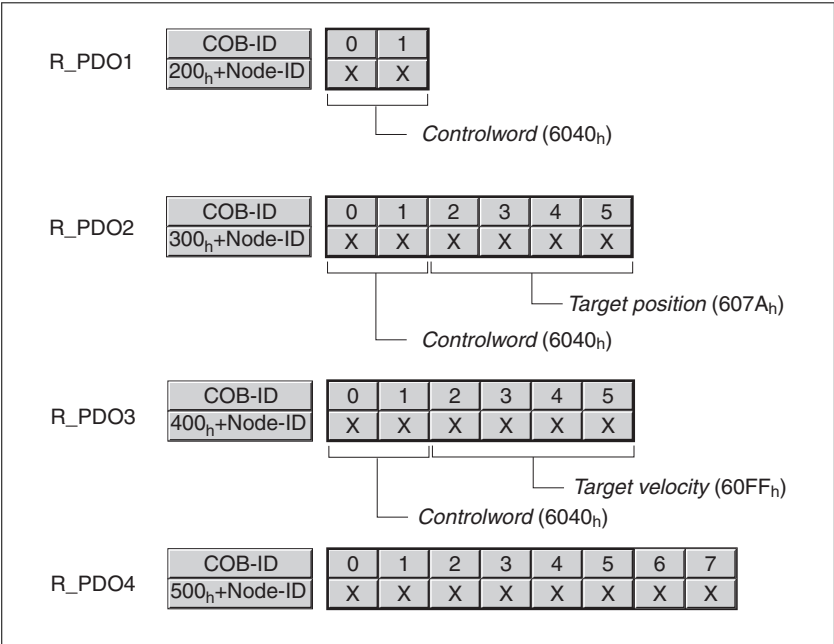 COB-ID 0 1
R_PDO1 200h+Node-ID X X
Controlword (6040h)
COB-ID 0 1 2 3 4 5
R_PDO2 300h+Node-ID X X X X X X
Target position (607Ah)
Controlword (6040h)
COB-ID 0 1 2 3 4 5
R_PDO3 400h+Node-ID X X X X X X
Target velocity (60FFh)
Controlword (6040h)
COB-ID 0 1 2 3 4 5 6 7
R_PDO4 500h+Node-ID X X X X X X X X